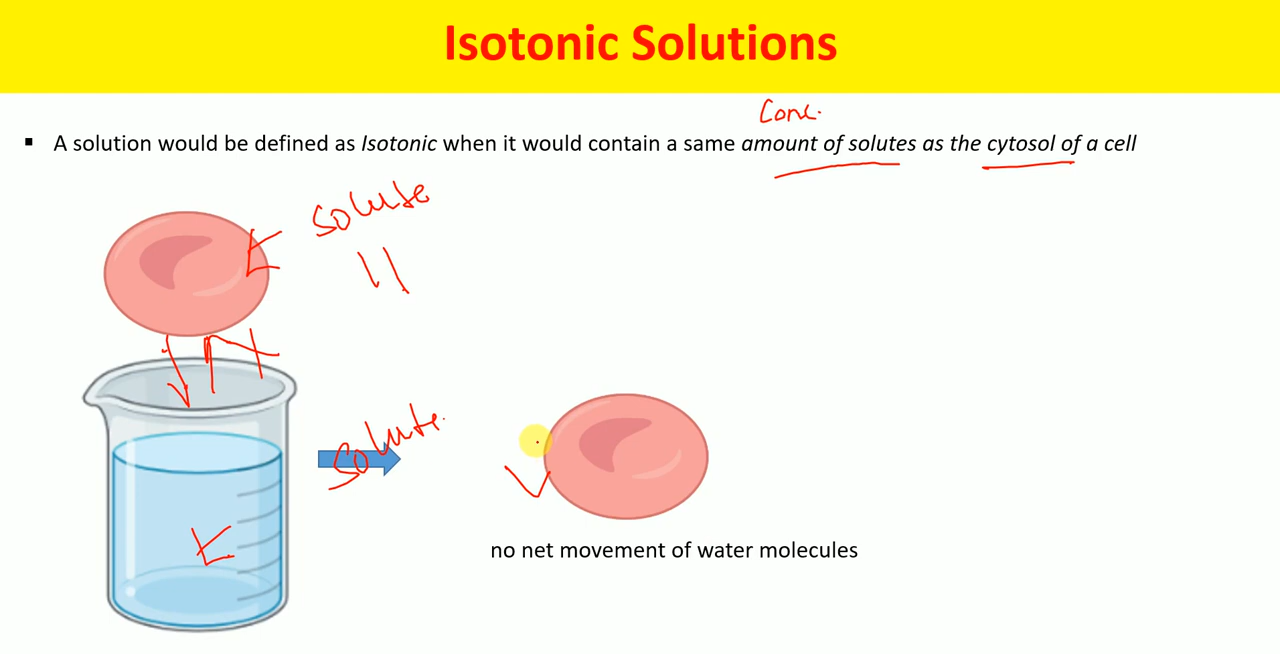 Isotonic Solutions
Conc.
▪ A solution would be defined as Isotonic when it would contain a same amount of solutes as the cytosol of a cell
solute
solute.
no net movement of water molecules